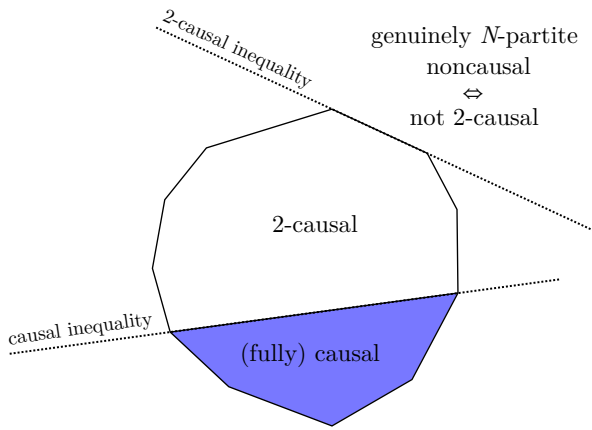 2-causal inequality
genuinely N-partite
noncausal
⇔
not 2-causal
2-causal
causal inequality
(fully) causal